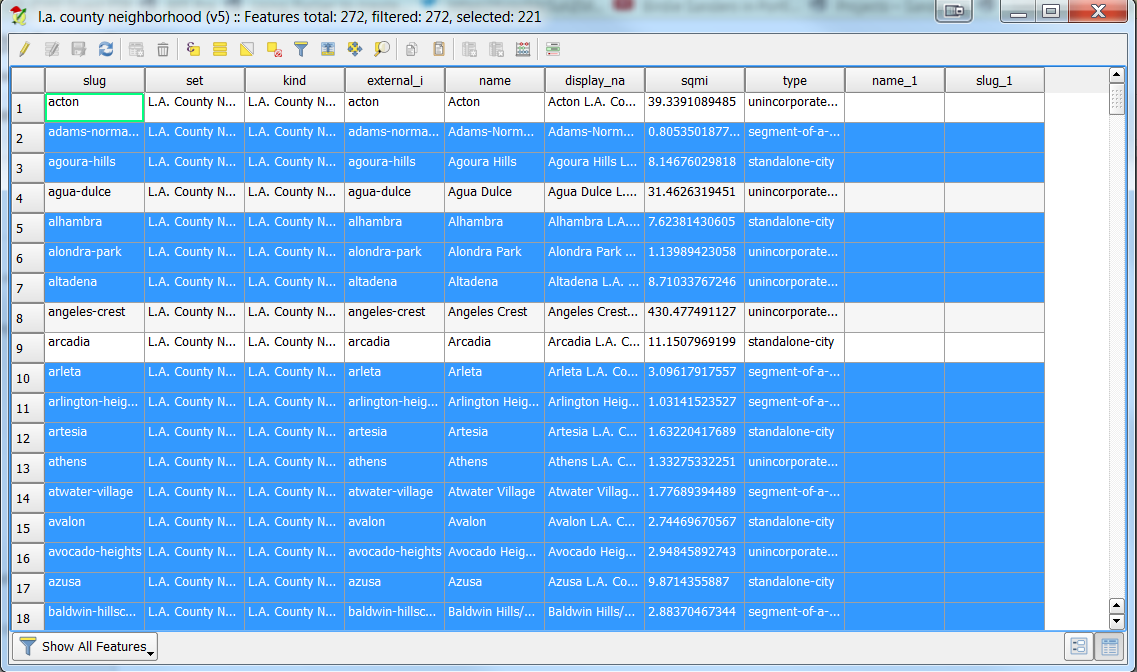 l.a. county neighborhood (v5) :: Features total: 272, filtered: 272, selected: 221
slug set kind external_i name display_na sqmi type name_1 slug_1
1 acton L.A. County N... L.A. County N... acton Acton Acton L.A. Co... 39.3391089485 unincorporate...
2 adams-norma... L.A. County N... L.A. County N... adams-norma... Adams-Norm... Adams-Norm... 0.8053501877... segment-of-a-...
3 agoura-hills L.A. County N... L.A. County N... agoura-hills Agoura Hills Agoura Hills L... 8.14676029818 standalone-city
4 agua-dulce L.A. County N... L.A. County N... agua-dulce Agua Dulce Agua Dulce L.... 31.4626319451 unincorporate...
5 alhambra L.A. County N... L.A. County N... alhambra Alhambra Alhambra L.A.... 7.62381430605 standalone-city
6 alondra-park L.A. County N... L.A. County N... alondra-park Alondra Park Alondra Park ... 1.13989423058 unincorporate...
7 altadena L.A. County N... L.A. County N... altadena Altadena Altadena L.A. ... 8.71033767246 unincorporate...
8 angeles-crest L.A. County N... L.A. County N... angeles-crest Angeles Crest Angeles Crest... 430.477491127 unincorporate...
9 arcadia L.A. County N... L.A. County N... arcadia Arcadia Arcadia L.A. C... 11.1507969199 standalone-city
10 arleta L.A. County N... L.A. County N... arleta Arleta Arleta L.A. Co... 3.09617917557 segment-of-a-...
11 arlington-heig... L.A. County N... L.A. County N... arlington-heig... Arlington Heig... Arlington Heig... 1.03141523527 segment-of-a-...
12 artesia L.A. County N... L.A. County N... artesia Artesia Artesia L.A. C... 1.63220417689 standalone-city
13 athens L.A. County N... L.A. County N... athens Athens Athens L.A. C... 1.33275332251 unincorporate...
14 atwater-village L.A. County N... L.A. County N... atwater-village Atwater Village Atwater Villag... 1.77689394489 segment-of-a-...
15 avalon L.A. County N... L.A. County N... avalon Avalon Avalon L.A. C... 2.74469670567 standalone-city
16 avocado-heights L.A. County N... L.A. County N... avocado-heights Avocado Heig... Avocado Heig... 2.94845892743 unincorporate...
17 azusa L.A. County N... L.A. County N... azusa Azusa Azusa L.A. Co... 9.8714355887 standalone-city
18 baldwin-hillsc... L.A. County N... L.A. County N... baldwin-hillsc... Baldwin Hills/... Baldwin Hills/... 2.88370467344 segment-of-a-...
Show All Features